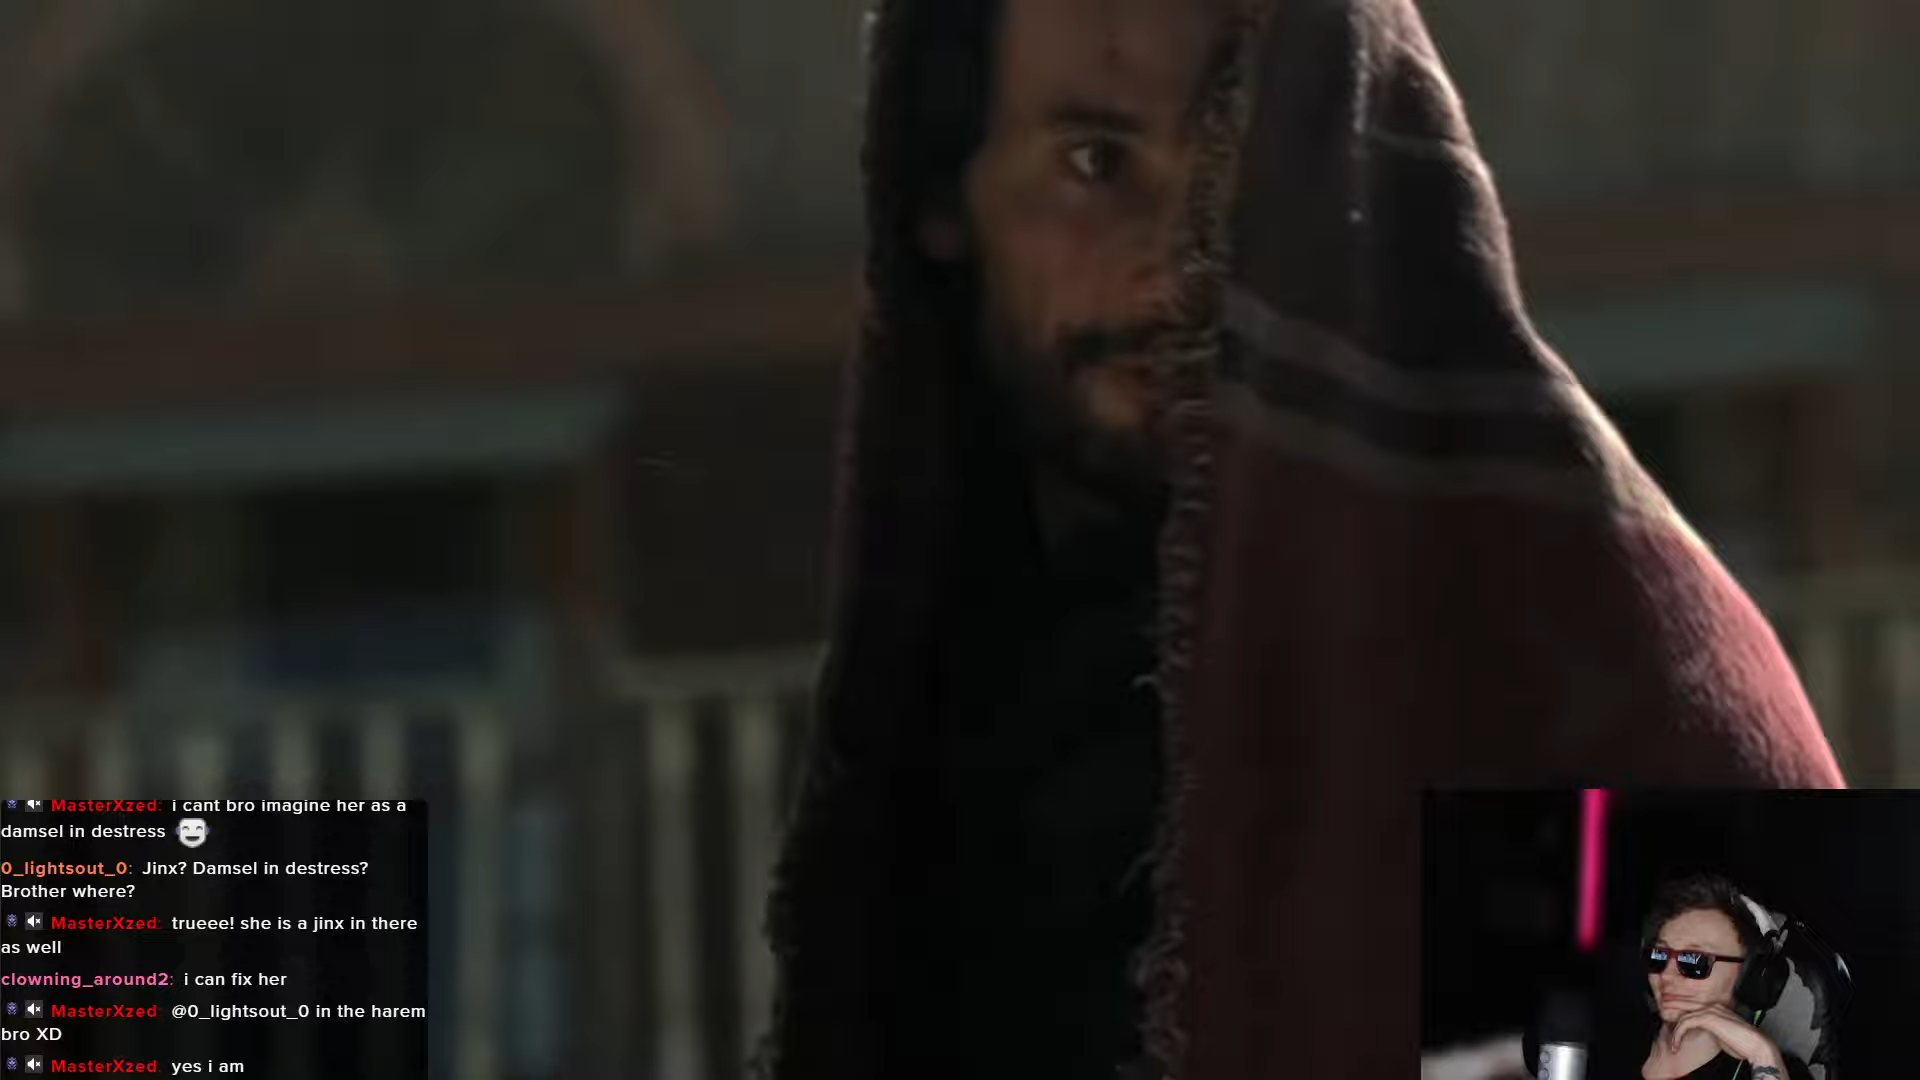 MasterXzed: i cant bro imagine her as a
damsel in destress
0_lightsout_0: Jinx? Damsel in destress?
Brother where?
MasterXzed: trueee! she is a jinx in there
as well
clowning_around2: i can fix her
MasterXzed: @0_lightsout_0 in the harem
bro XD
MasterXzed: yes i am